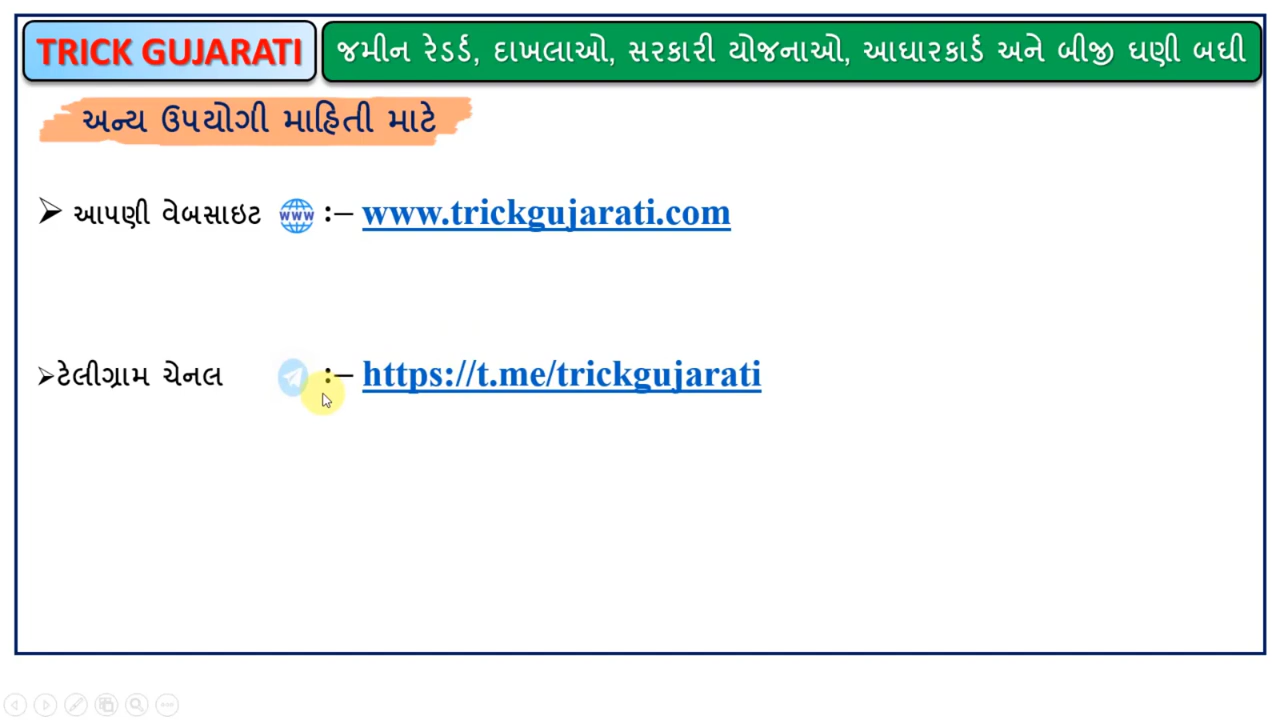 TRICK GUJARATI
જમીન રેડર્ડ, દાખલાઓ, સરકારી યોજનાઓ, આધારકાર્ડ અને બીજી ઘણી બધી
અન્ય ઉપયોગી માહિતી માટે
➢ આપણી વેબસાઇટ www :– www.trickgujarati.com
➢ટેલીગ્રામ ચેનલ :– https://t.me/trickgujarati